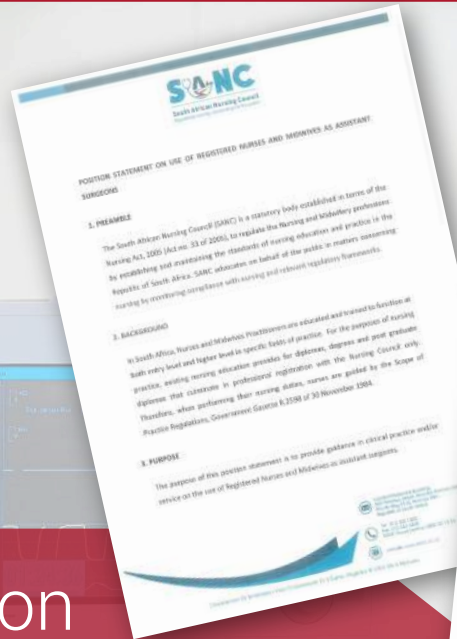 SANC
South African Nursing Council
POSITION STATEMENT ON USE OF REGISTERED NURSES AND MIDWIVES AS ASSISTANT
SURGEONS
1. PREAMBLE
The South African Nursing Council (SANC) is a statutory body established in terms of the
Nursing Act, 2005 (Act no. 33 of 2005), to regulate the Nursing and Midwifery professions
by establishing and maintaining the standards of nursing education and practice in the
Republic of South Africa. SANC advocates on behalf of the public in matters concerning
nursing by monitoring compliance with nursing and relevant regulatory frameworks.
2. BACKGROUND
In South Africa, Nurses and Midwives Practitioners are educated and trained to function at
both entry level and higher level in specific fields of practice. For the purposes of nursing
practice, existing nursing education provides for diplomas, degrees and post graduate
diplomas that culminate in professional registration with the Nursing Council only.
Therefore, when performing their nursing duties, nurses are guided by the Scope of
Practice Regulations, Government Gazette R.2598 of 30 November 1984.
3. PURPOSE
The purpose of this position statement is to provide guidance in clinical practice and/or
service on the use of Registered Nurses and Midwives as assistant surgeons.
on